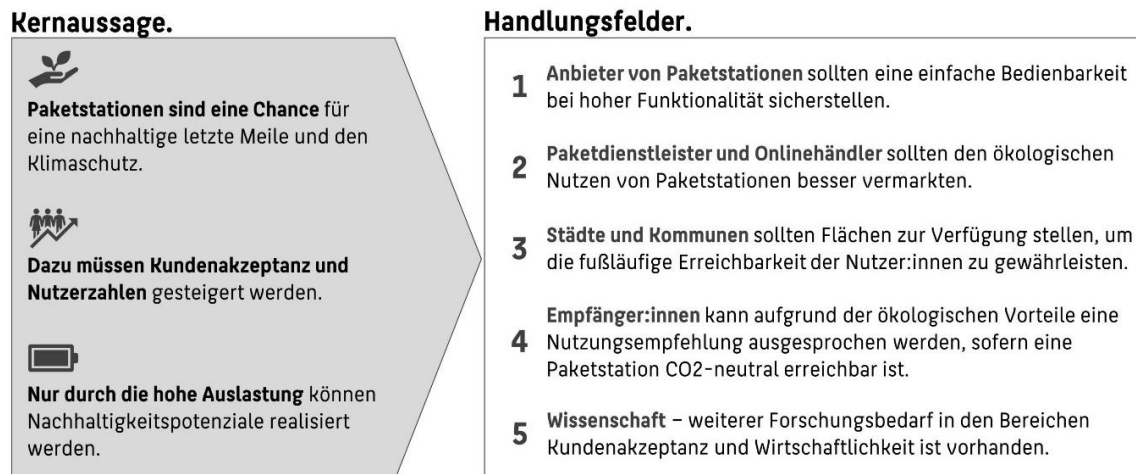 Kernaussage.
Paketstationen sind eine Chance für
eine nachhaltige letzte Meile und den
Klimaschutz.
Dazu müssen Kundenakzeptanz und
Nutzerzahlen gesteigert werden.
Nur durch die hohe Auslastung können
Nachhaltigkeitspotenziale realisiert
werden.
Handlungsfelder.
1 Anbieter von Paketstationen sollten eine einfache Bedienbarkeit
bei hoher Funktionalität sicherstellen.
2 Paketdienstleister und Onlinehändler sollten den ökologischen
Nutzen von Paketstationen besser vermarkten.
3 Städte und Kommunen sollten Flächen zur Verfügung stellen, um
die fußläufige Erreichbarkeit der Nutzer:innen zu gewährleisten.
4 Empfänger:innen kann aufgrund der ökologischen Vorteile eine
Nutzungsempfehlung ausgesprochen werden, sofern eine
Paketstation CO2-neutral erreichbar ist.
5 Wissenschaft – weiterer Forschungsbedarf in den Bereichen
Kundenakzeptanz und Wirtschaftlichkeit ist vorhanden.